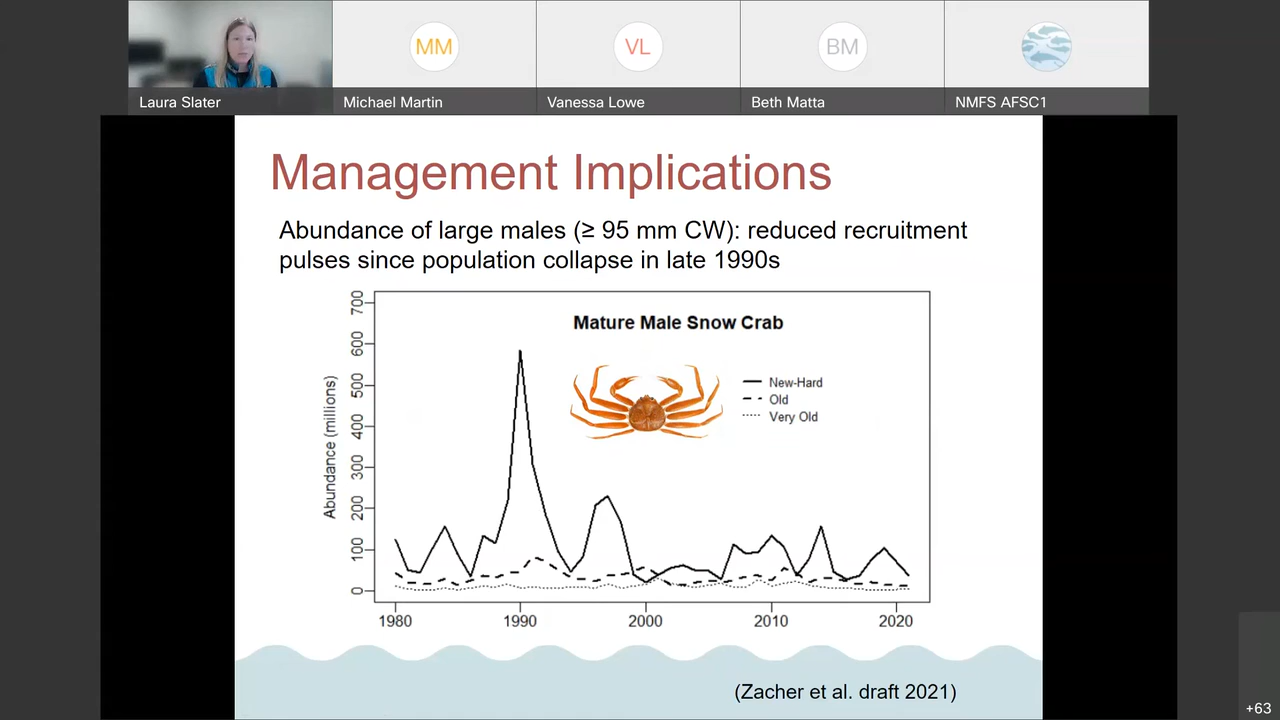 MM
VL
BM
Laura Slater
Michael Martin
Vanessa Lowe
Beth Matta
NMFS AFSC1
Management Implications
Abundance of large males (≥ 95 mm CW): reduced recruitment
pulses since population collapse in late 1990s
Mature Male Snow Crab
New-Hard
Old
Very Old
Abundance (millions)
700
600
500
400
300
200
100
0
1980
1990
2000
2010
2020
(Zacher et al. draft 2021)
+63